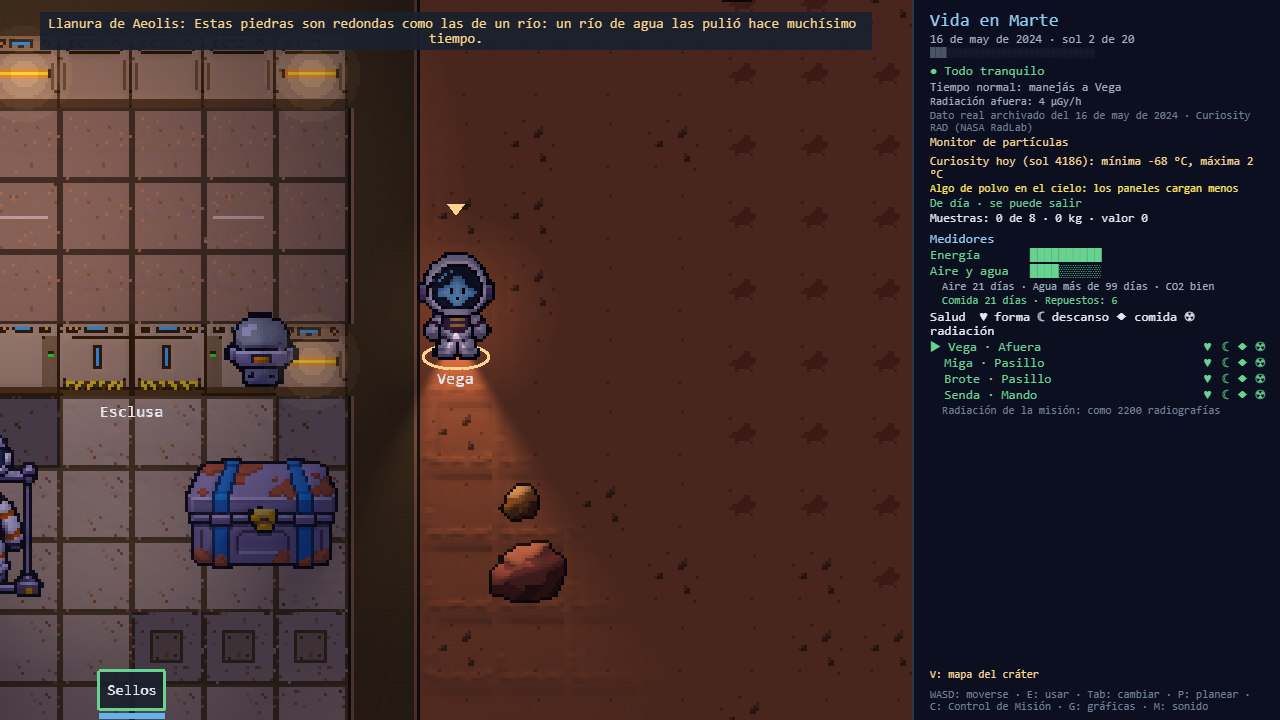 Llanura de Aeolis: Estas piedras son redondas como las de un río: un río de agua las pulió hace muchísimo
tiempo.
Vega
Esclusa
Sellos
Vida en Marte
16 de may de 2024 · sol 2 de 20
● Todo tranquilo
Tiempo normal: manejás a Vega
Radiación afuera: 4 µGy/h
Dato real archivado del 16 de may de 2024 · Curiosity
RAD (NASA RadLab)
Monitor de partículas
Curiosity hoy (sol 4186): mínima -68 ºC, máxima 2
ºC
Algo de polvo en el cielo: los paneles cargan menos
De día · se puede salir
Muestras: 0 de 8 · 0 kg · valor 0
Medidores
Energía
Aire y agua
Aire 21 días · Agua más de 99 días · CO2 bien
Comida 21 días · Repuestos: 6
Salud ♥ forma ☾ descanso ◆ comida ☢
radiación
▶ Vega · Afuera ♥ ☾ ◆ ☢
Miga · Pasillo ♥ ☾ ◆ ☢
Brote · Pasillo ♥ ☾ ◆ ☢
Senda · Mando ♥ ☾ ◆ ☢
Radiación de la misión: como 2200 radiografías
V: mapa del cráter
WASD: moverse · E: usar · Tab: cambiar · P: planear ·
C: Control de Misión · G: gráficas · M: sonido